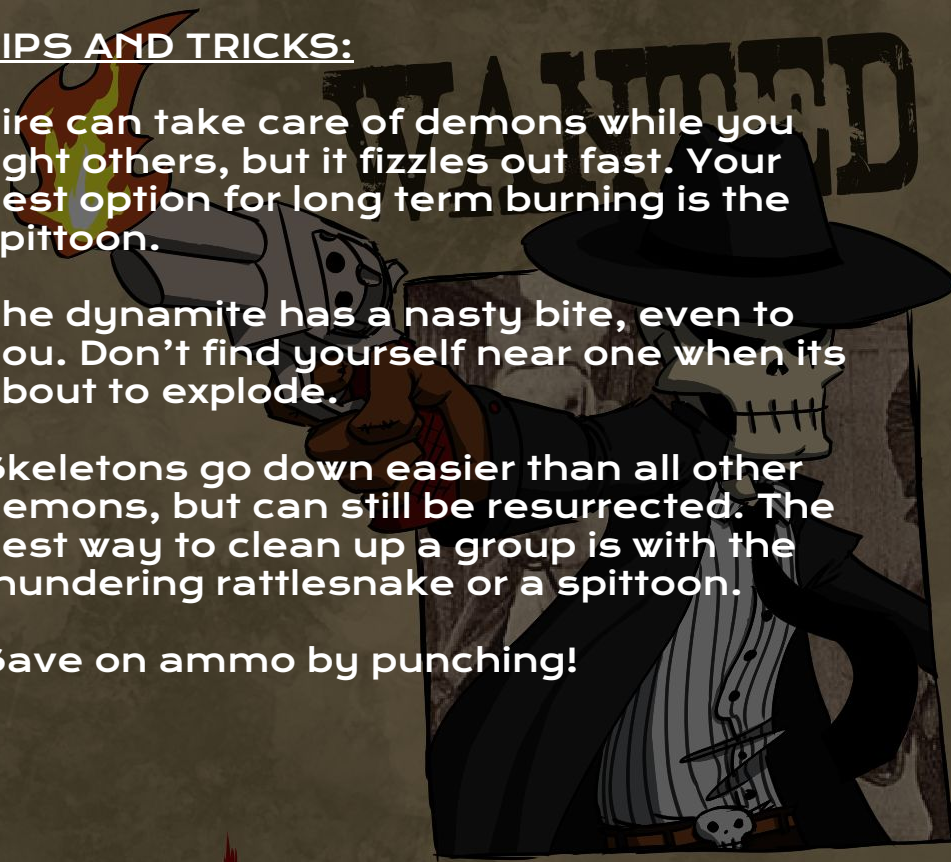 IPS AND TRICKS:
WANTED
ire can take care of demons while you
ght others, but it fizzles out fast. Your
est option for long term burning is the
pittoon.
he dynamite has a nasty bite, even to
ou. Don't find yourself near one when its
bout to explode.
Skeletons go down easier than all other
emons, but can still be resurrected. The
est way to clean up a group is with the
hundering rattlesnake or a spittoon.
Save on ammo by punching!